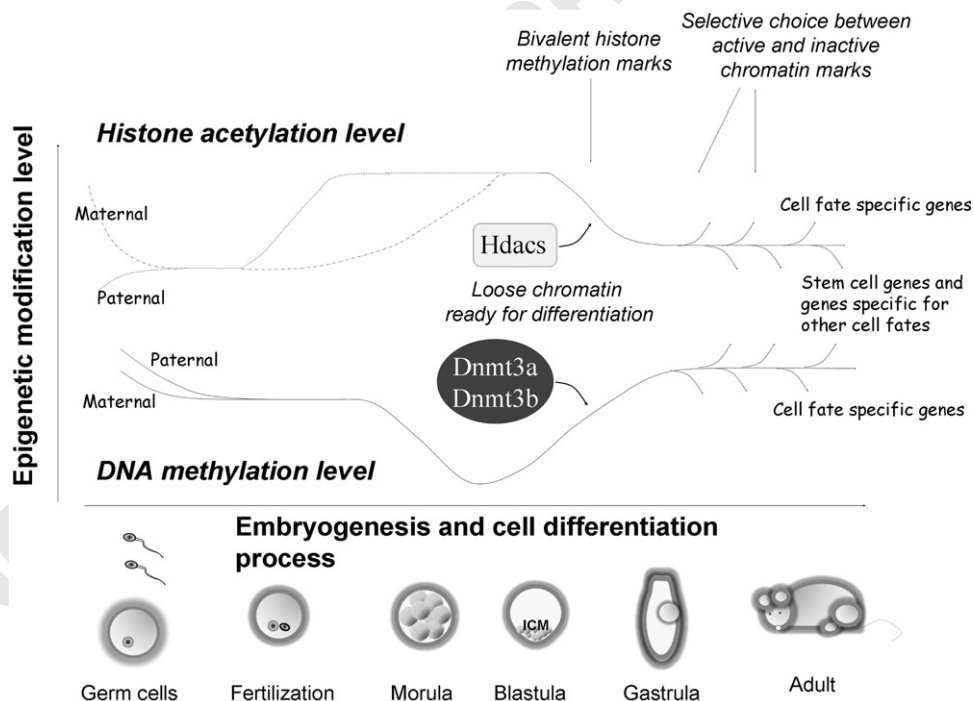 Bivalent histone
methylation marks
Selective choice between
active and inactive
chromatin marks
Epigenetic modification level
Histone acetylation level
Maternal
Paternal
Hdacs
Cell fate specific genes
Loose chromatin
ready for differentiation
Stem cell genes and
genes specific for
other cell fates
Paternal
Maternal
Dnmt3a
Dnmt3b
Cell fate specific genes
DNA methylation level
Embryogenesis and cell differentiation
process
ICM
Germ cells
Fertilization
Morula
Blastula
Gastrula
Adult